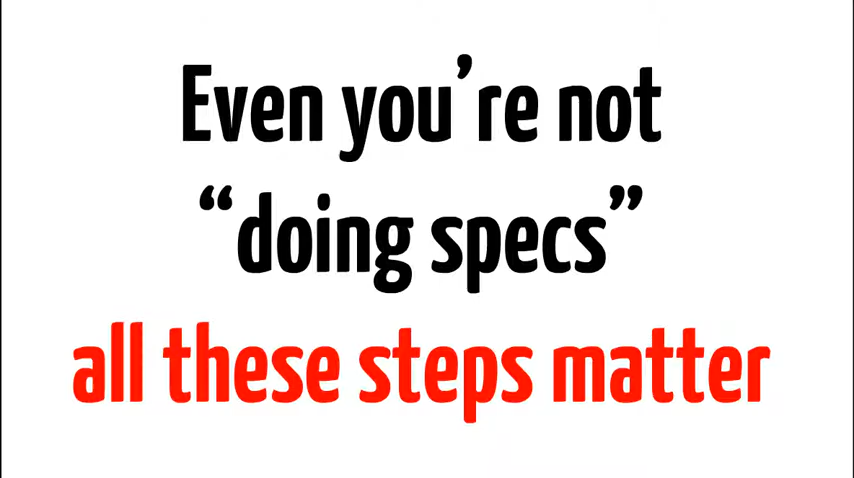 Even you’re not
“doing specs”
all these steps matter